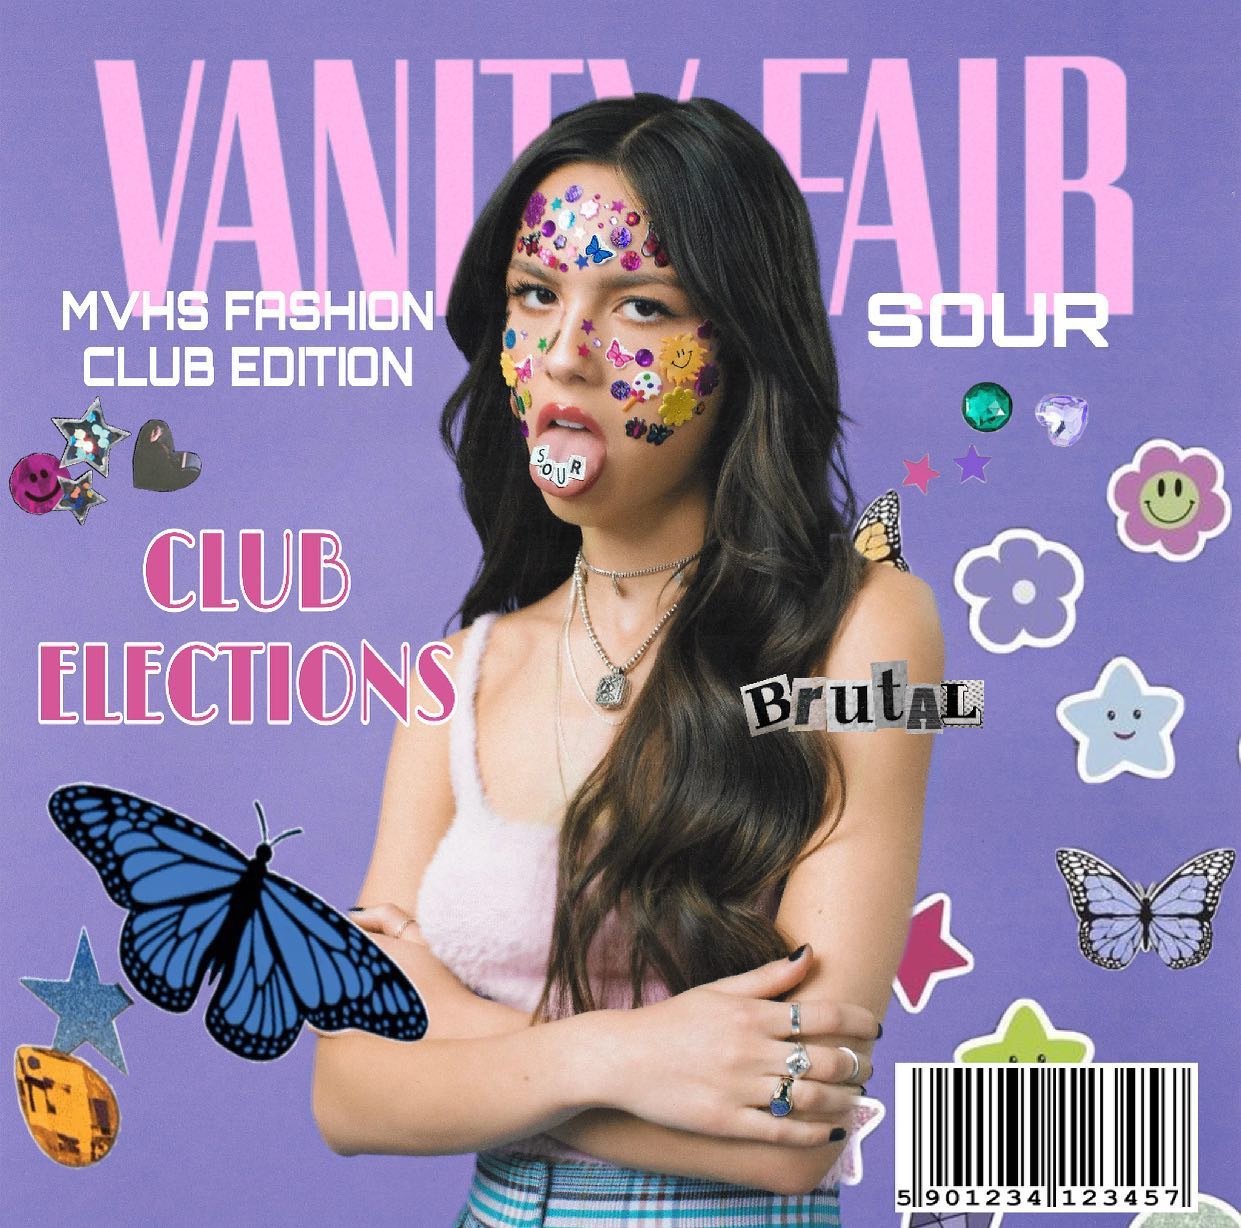 VANITY FAIR
MVHS FASHION
CLUB EDITION
SOUR
SOUR
CLUB
ELECTIONS
BrutAL
5 901234 123457